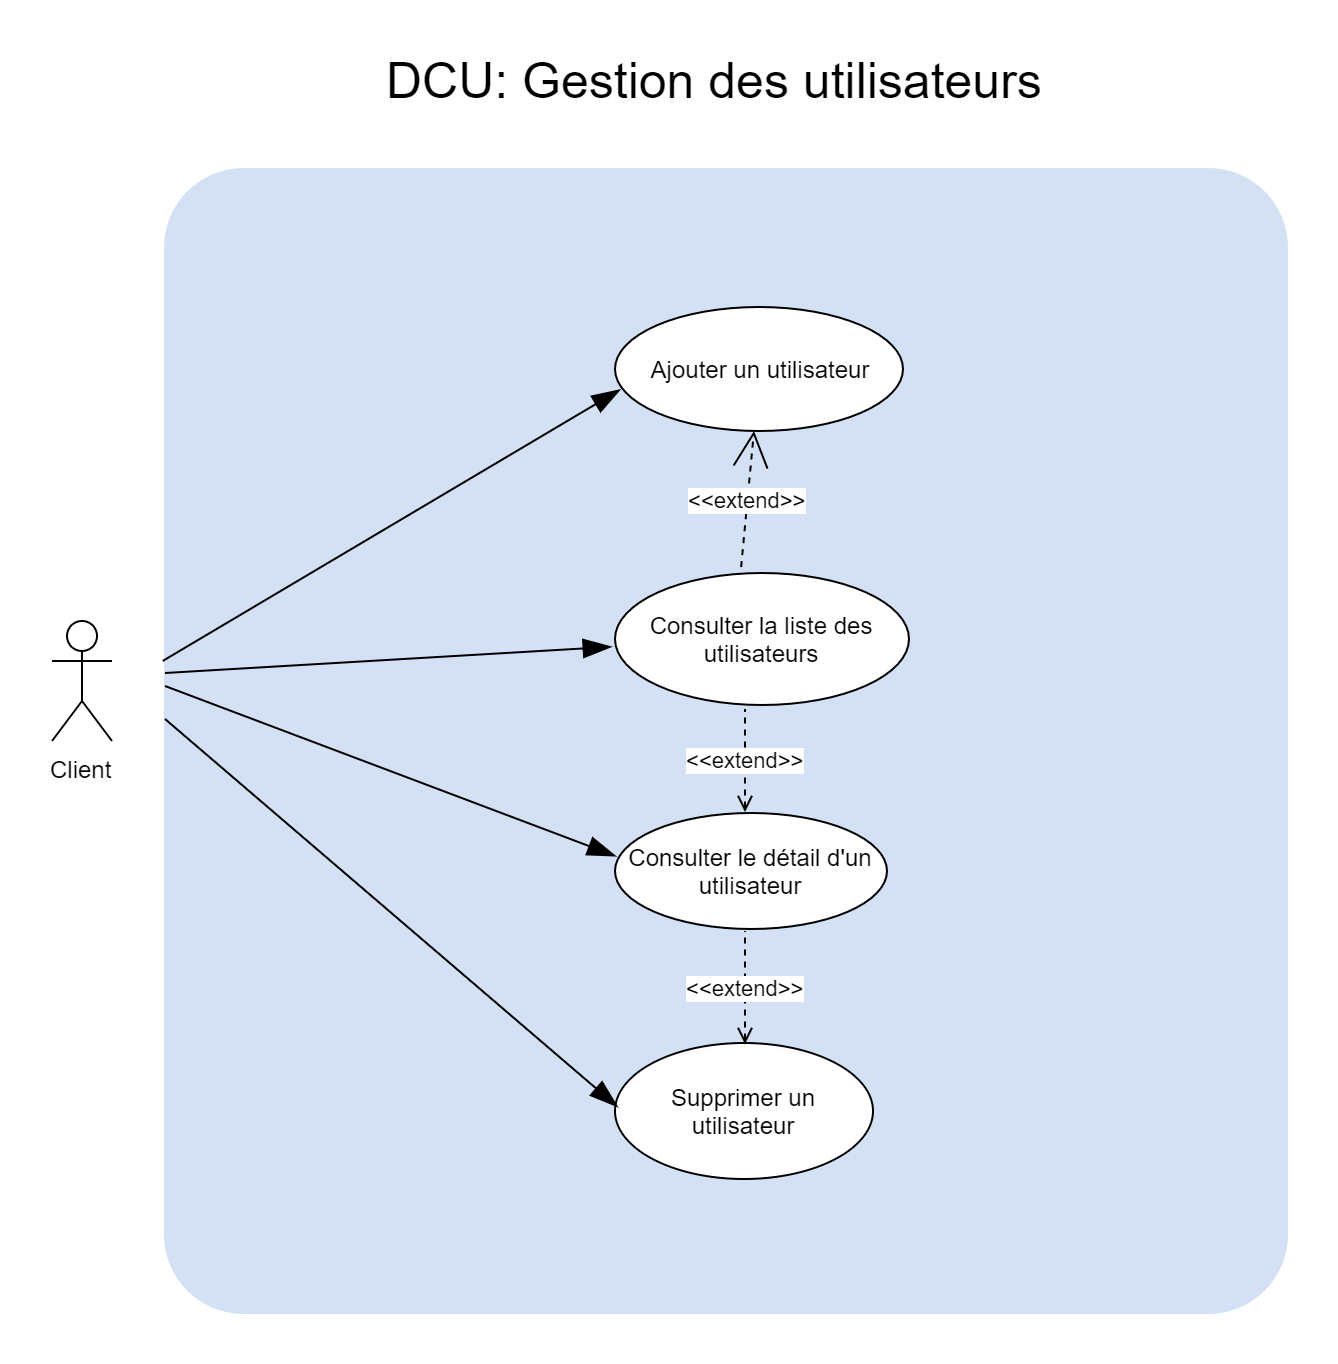 DCU: Gestion des utilisateurs
Ajouter un utilisateur
<<extend>>
Consulter la liste des
utilisateurs
Client
<<extend>>
Consulter le détail d'un
utilisateur
<<extend>>
Supprimer un
utilisateur